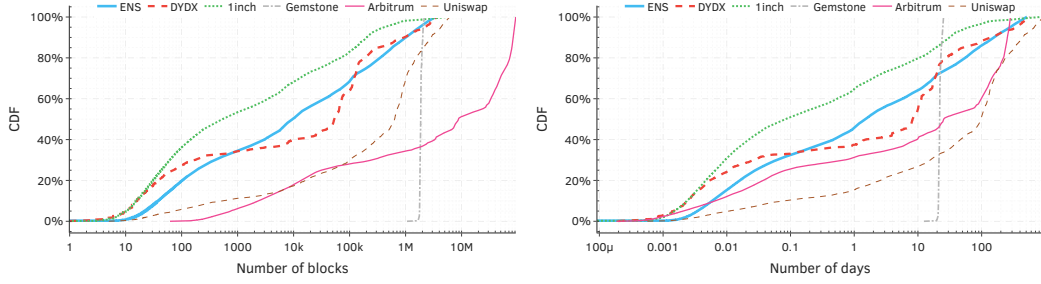 ENS DYDX 1inch Gemstone Arbitrum Uniswap
100%
80%
60%
40%
20%
0%
CDF
1 10 100 1000 10k 100k 1M 10M
Number of blocks
ENS DYDX 1inch Gemstone Arbitrum Uniswap
100%
80%
60%
40%
20%
0%
CDF
100μ 0.001 0.01 0.1 1 10 100
Number of days